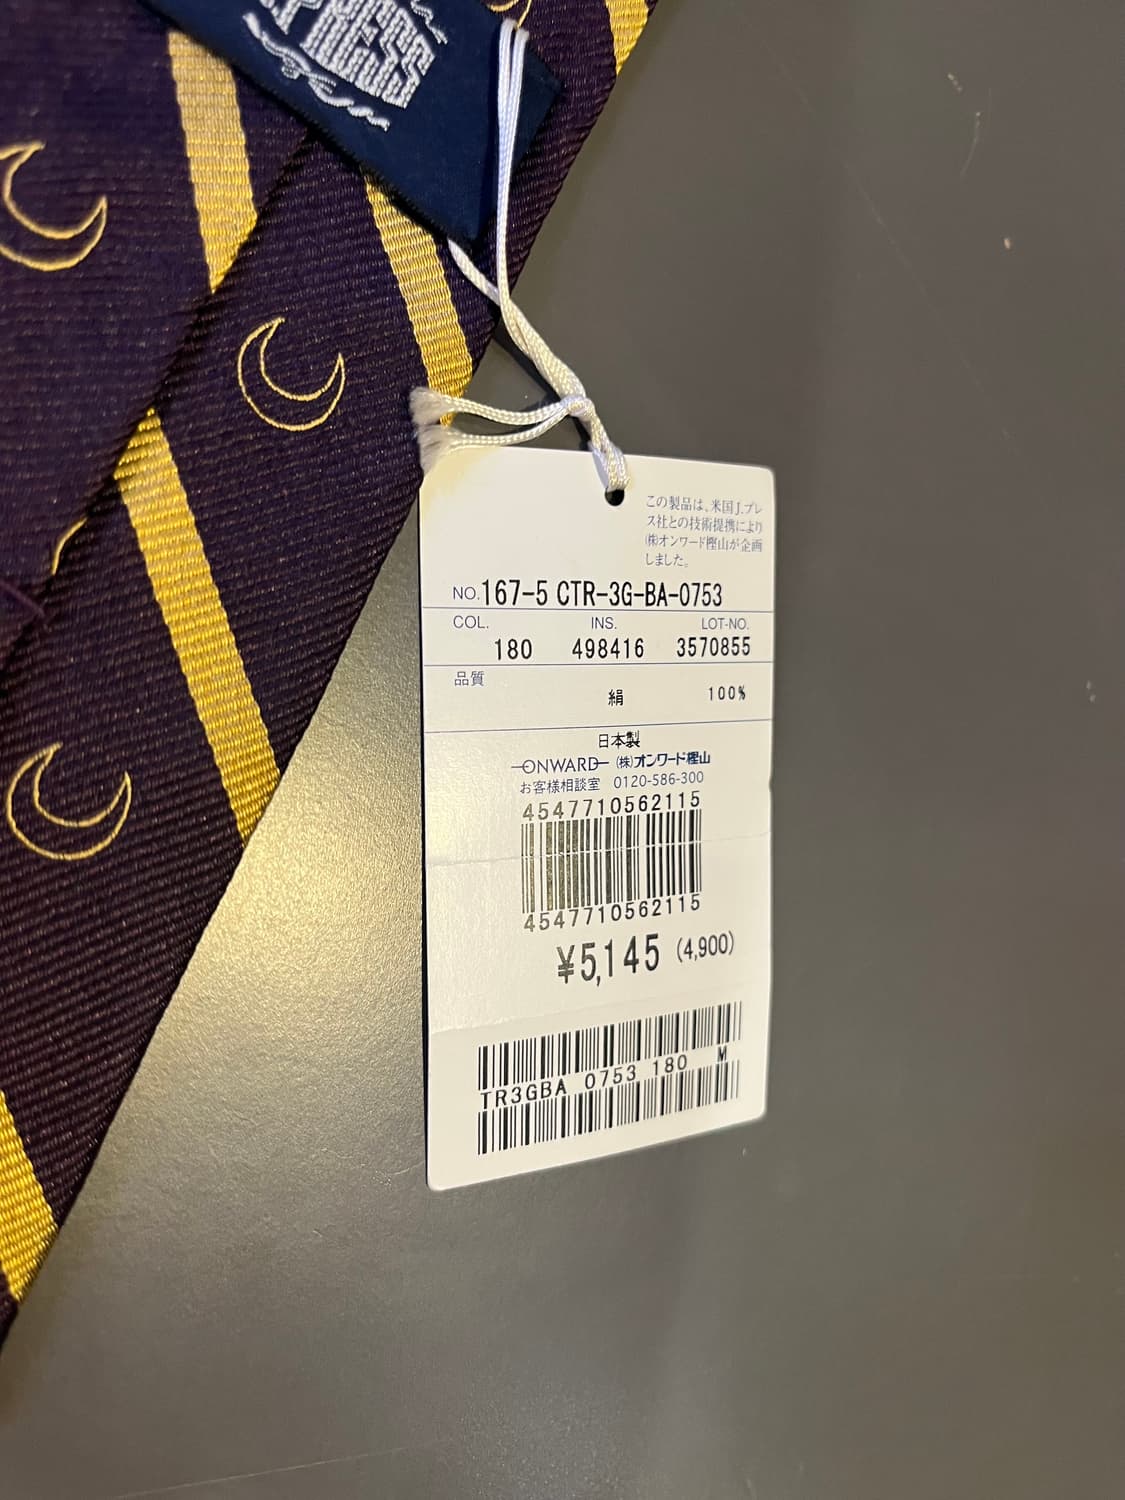 PRESS
この製品は、米国J.プレ
ス社との技術提携により
㈱オンワード樫山が企画
しました。
NO.167-5 CTR-3G-BA-0753
COL. INS. LOT-NO.
180 498416 3570855
品質
絹 100%
日本製
ONWARD ㈱オンワード樫山
お客様相談室 0120-586-300
4547710562115
4547710562115
¥5,145 (4,900)
TR3GBA 0753 180 M